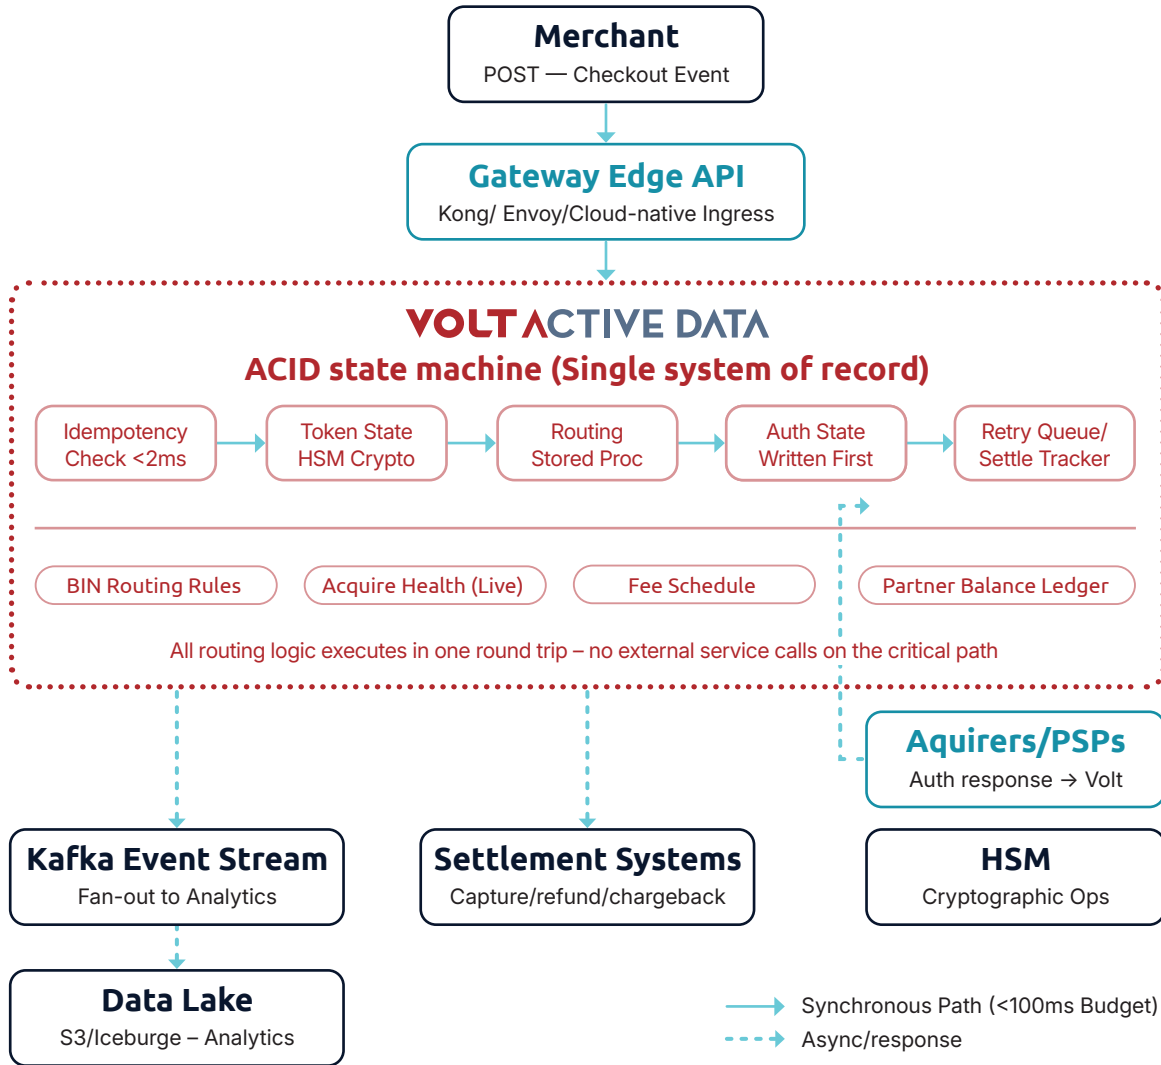 Merchant
POST — Checkout Event
Gateway Edge API
Kong/ Envoy/Cloud-native Ingress
VOLT ACTIVE DATA
ACID state machine (Single system of record)
Idempotency
Check <2ms
Token State
HSM Crypto
Routing
Stored Proc
Auth State
Written First
Retry Queue/
Settle Tracker
BIN Routing Rules
Acquire Health (Live)
Fee Schedule
Partner Balance Ledger
All routing logic executes in one round trip – no external service calls on the critical path
Aquirers/PSPs
Auth response → Volt
Kafka Event Stream
Fan-out to Analytics
Settlement Systems
Capture/refund/chargeback
HSM
Cryptographic Ops
Data Lake
S3/Iceburge – Analytics
Synchronous Path (<100ms Budget)
Async/response